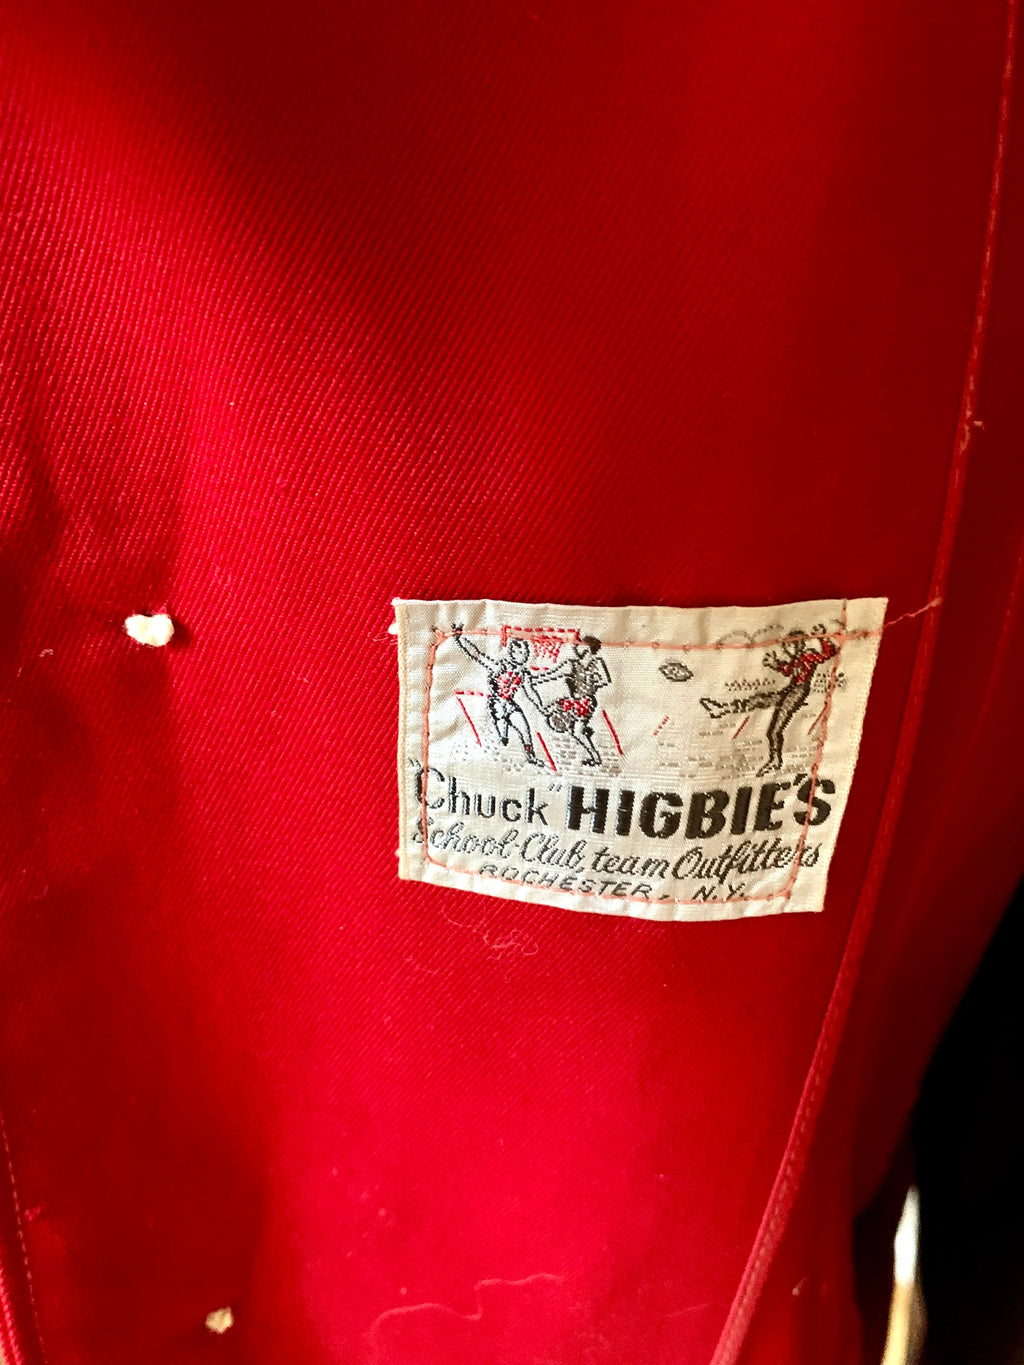 "Chuck" HIGBIE'S
School-Club, team Outfitters
ROCHESTER, N.Y.